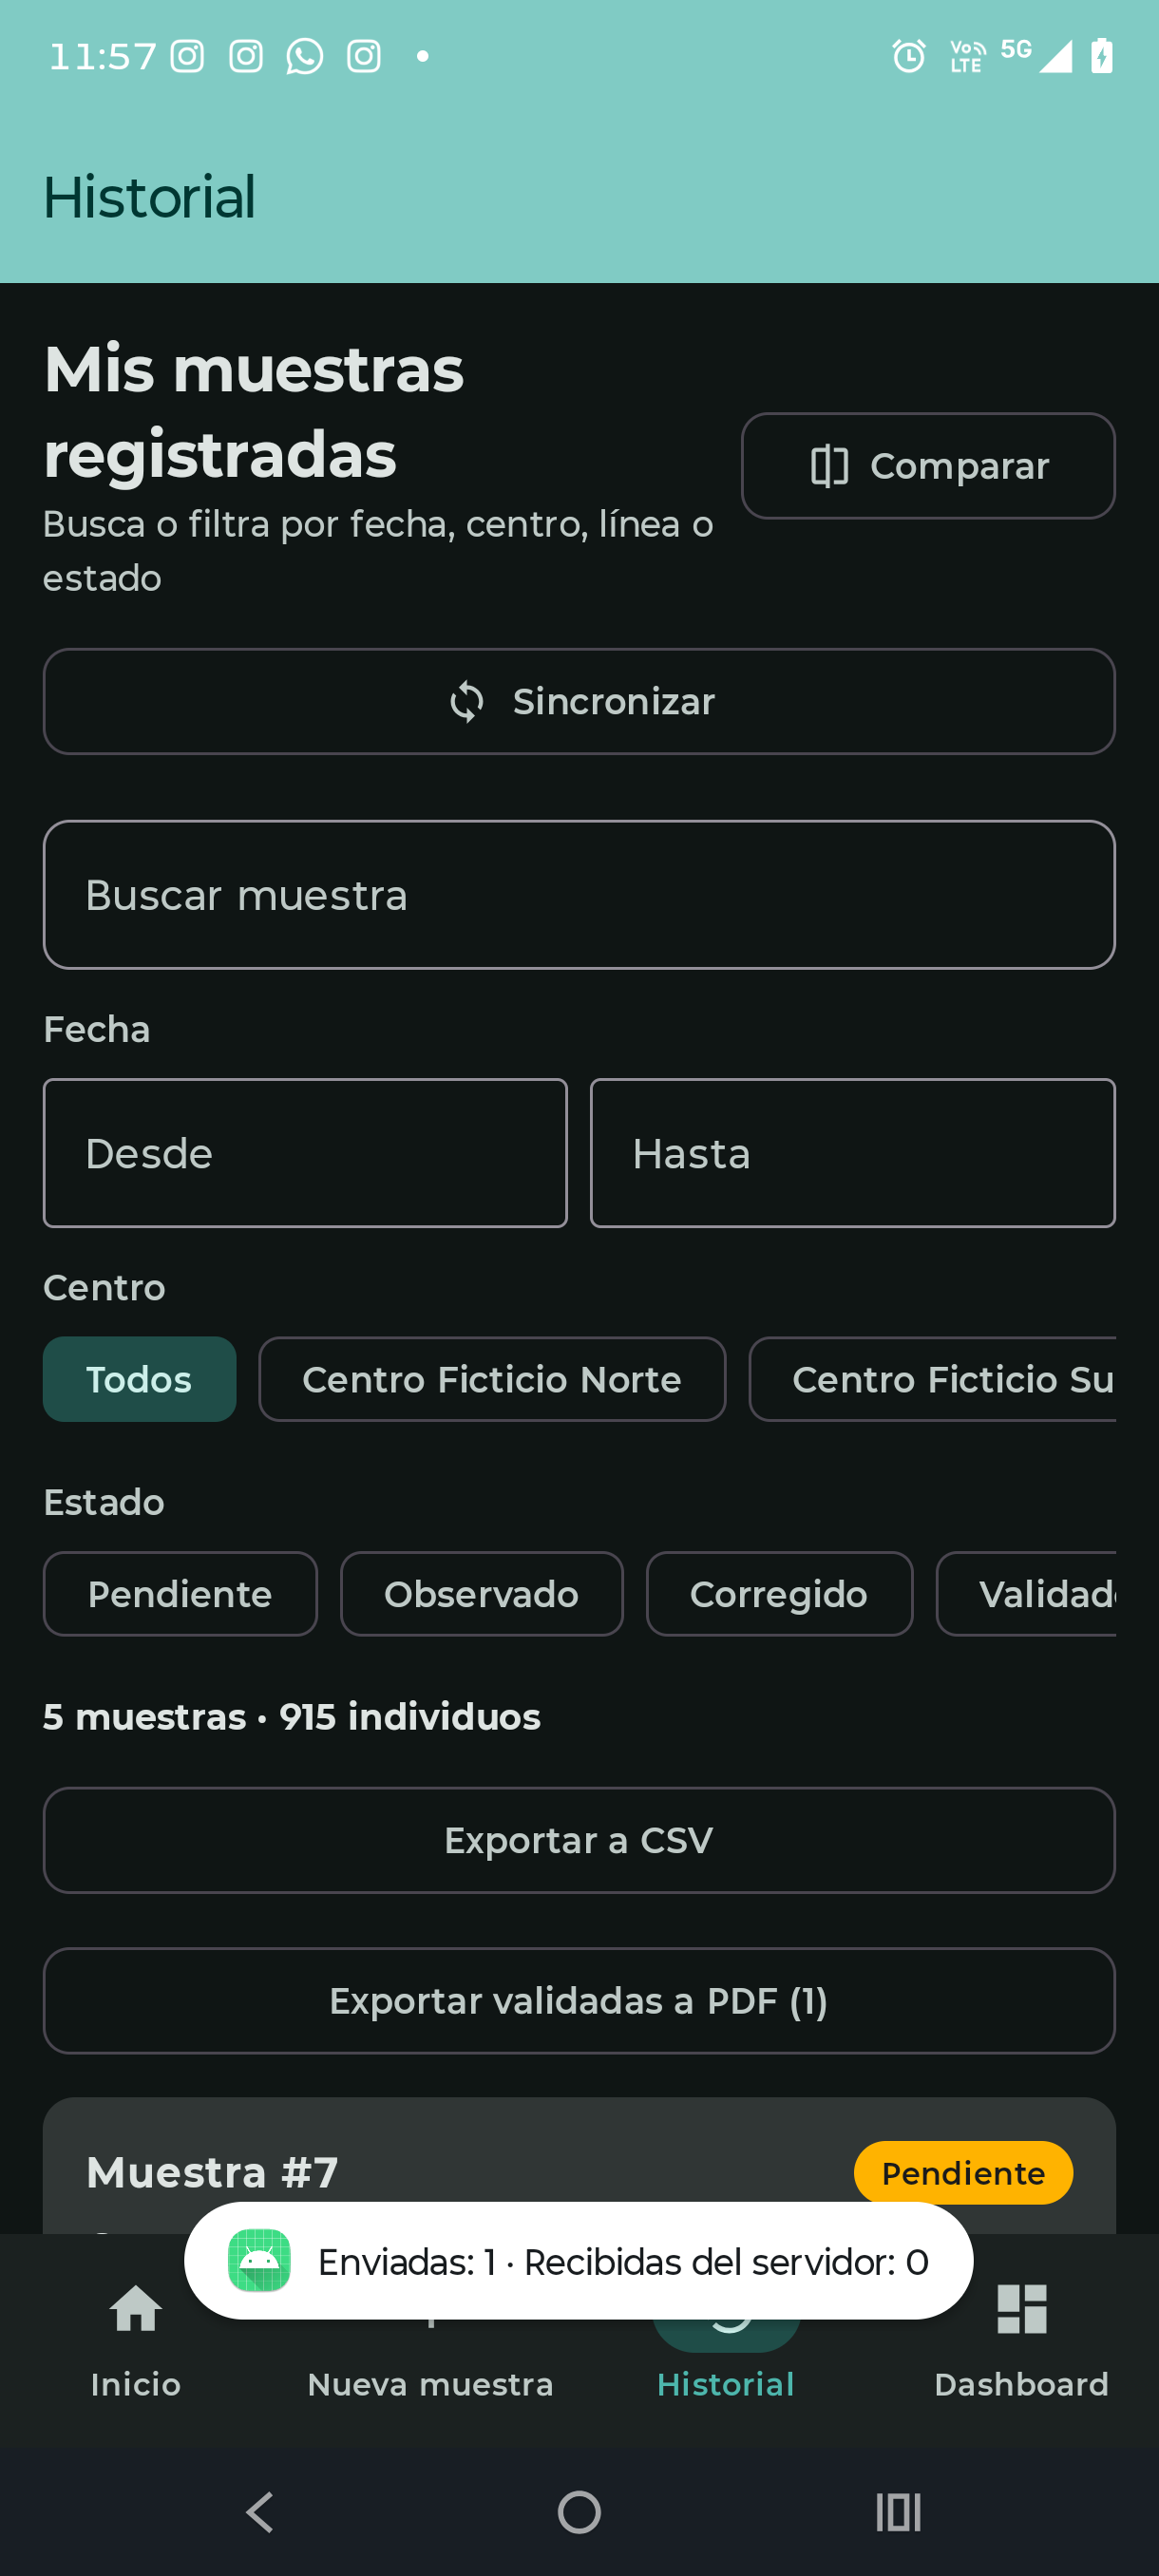 11:57
Vo
LTE
5G
Historial
Mis muestras
registradas
Comparar
Busca o filtra por fecha, centro, línea o
estado
Sincronizar
Buscar muestra
Fecha
Desde
Hasta
Centro
Todos
Centro Ficticio Norte
Centro Ficticio Su
Estado
Pendiente
Observado
Corregido
Validad
5 muestras · 915 individuos
Exportar a CSV
Exportar validadas a PDF (1)
Muestra #7
Pendiente
Enviadas: 1 · Recibidas del servidor: 0
Inicio
Nueva muestra
Historial
Dashboard